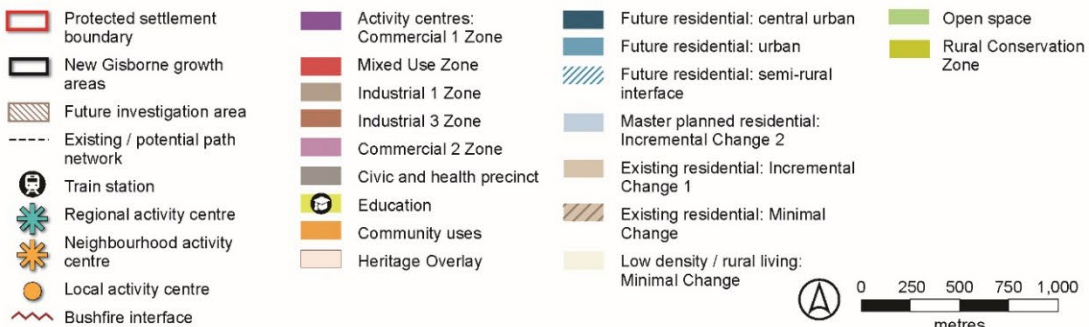 Protected settlement
boundary
New Gisborne growth
areas
Future investigation area
Existing / potential path
network
Train station
Regional activity centre
Neighbourhood activity
centre
Local activity centre
Bushfire interface
Activity centres:
Commercial 1 Zone
Mixed Use Zone
Industrial 1 Zone
Industrial 3 Zone
Commercial 2 Zone
Civic and health precinct
Education
Community uses
Heritage Overlay
Future residential: central urban
Future residential: urban
Future residential: semi-rural
interface
Master planned residential:
Incremental Change 2
Existing residential: Incremental
Change 1
Existing residential: Minimal
Change
Low density / rural living:
Minimal Change
Open space
Rural Conservation
Zone
0 250 500 750 1,000
metres